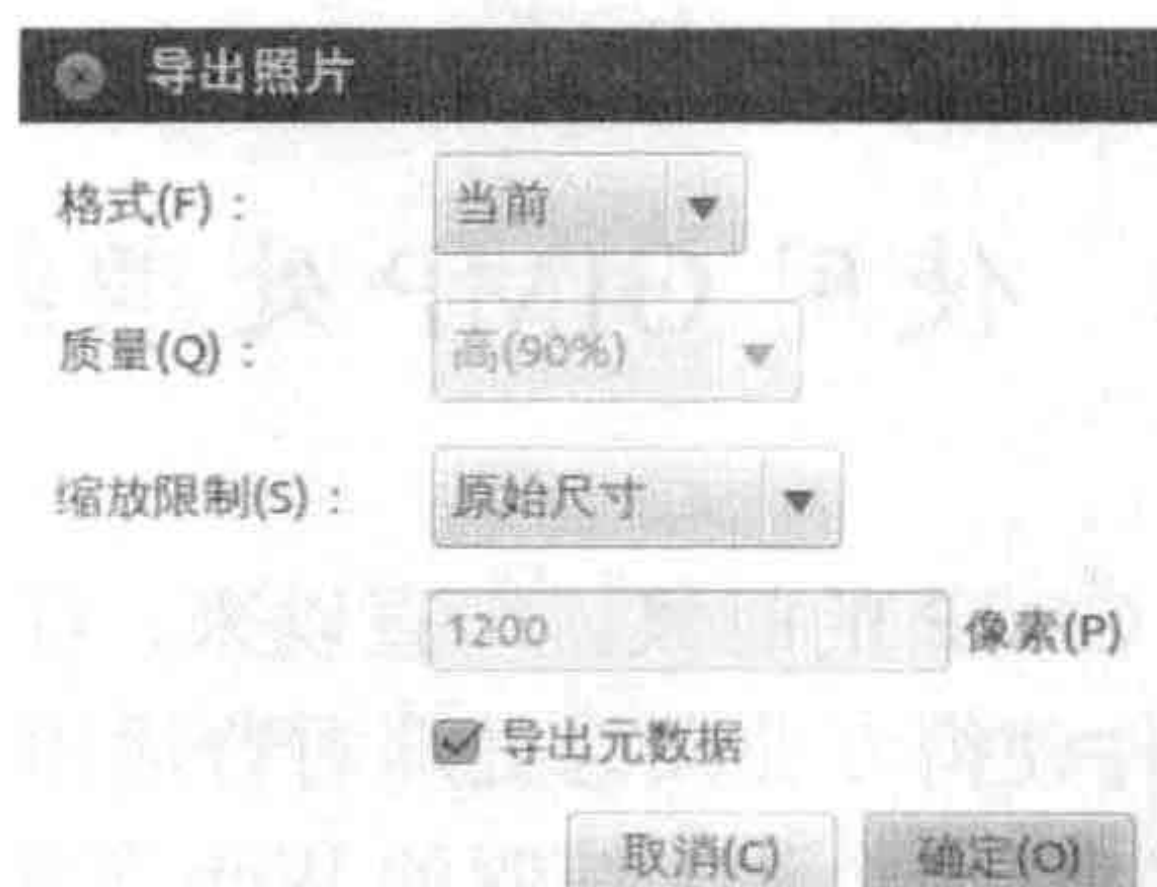 导出照片
格式(F)： 当前
质量(Q)： 高(90%)
缩放限制(S)： 原始尺寸
1200 像素(P)
导出元数据
取消(C) 确定(O)